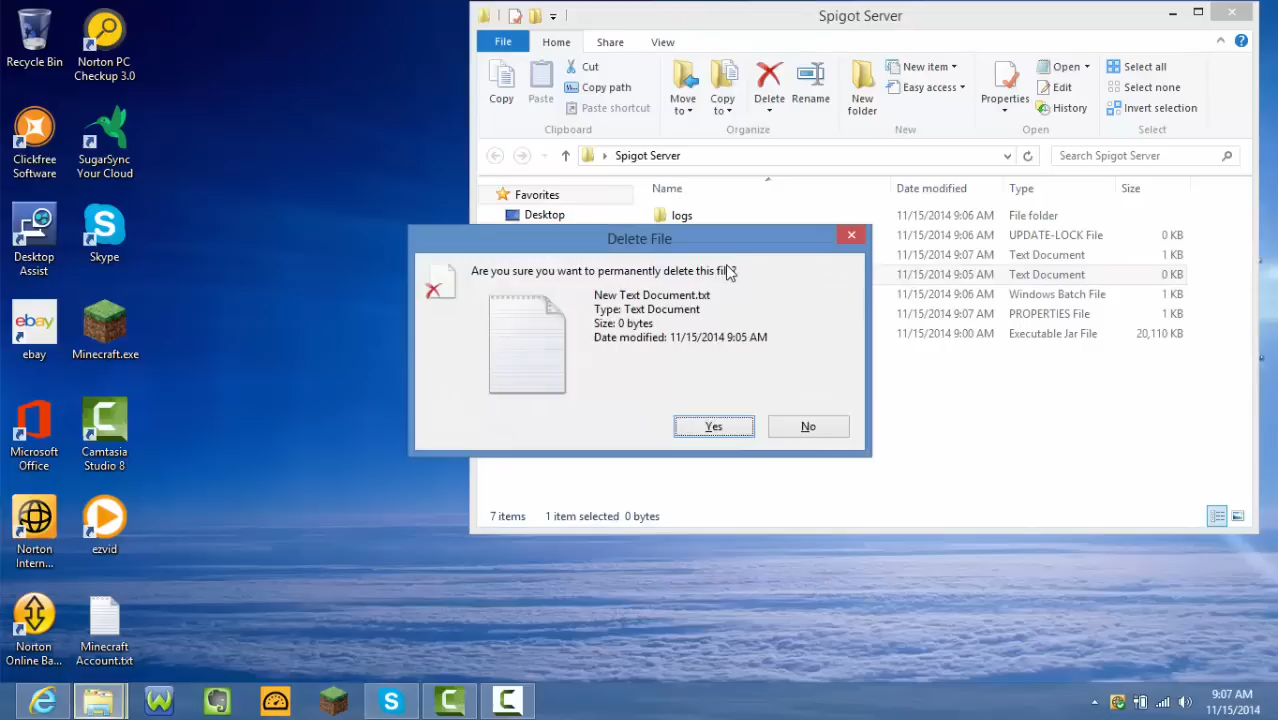 Recycle Bin
Norton PC
Checkup 3.0
Clickfree
Software
SugarSync
Your Cloud
Desktop
Assist
Skype
ebay
ebay
Minecraft.exe
Microsoft
Office
Camtasia
Studio 8
Norton
Intern...
ezvid
Norton
Online Ba...
Minecraft
Account.txt
Spigot Server
File
Home
Share
View
Copy
Paste
Cut
Copy path
Paste shortcut
Clipboard
Move
to
Copy
to
Delete
Rename
Organize
New
folder
New item
Easy access
New
Properties
Open
Edit
History
Open
Select all
Select none
Invert selection
Select
Spigot Server
Search Spigot Server
Favorites
Desktop
Name
Date modified
Type
Size
logs
11/15/2014 9:06 AM File folder
11/15/2014 9:06 AM UPDATE-LOCK File 0 KB
11/15/2014 9:07 AM Text Document 1 KB
11/15/2014 9:05 AM Text Document 0 KB
11/15/2014 9:06 AM Windows Batch File 1 KB
11/15/2014 9:07 AM PROPERTIES File 1 KB
11/15/2014 9:00 AM Executable Jar File 20,110 KB
Delete File
Are you sure you want to permanently delete this
New Text Document.txt
Type: Text Document
Size: 0 bytes
Date modified: 11/15/2014 9:05 AM
Yes
No
7 items
1 item selected 0 bytes
9:07 AM
11/15/2014